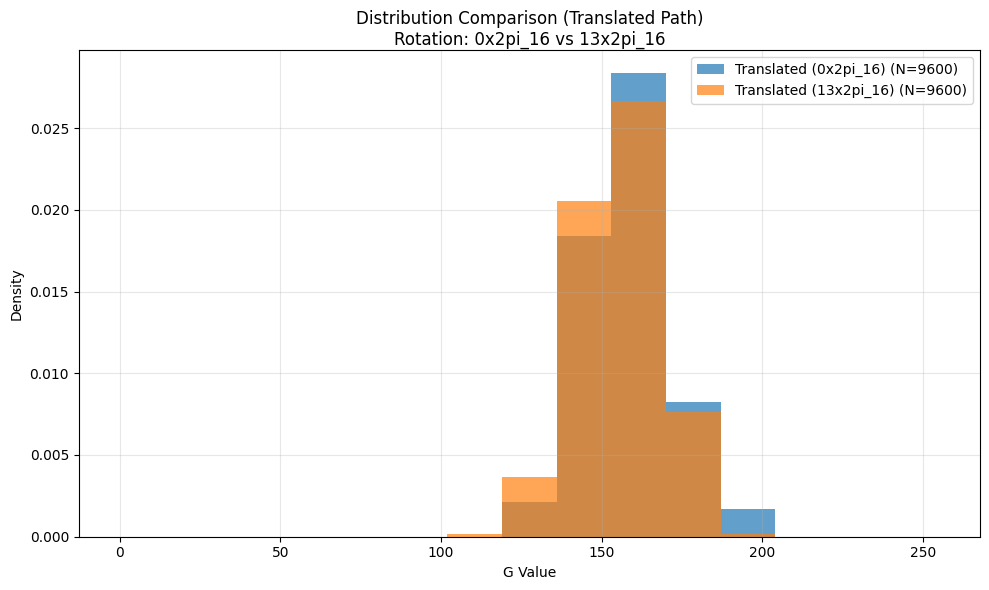 Distribution Comparison (Translated Path)
Rotation: 0x2pi_16 vs 13x2pi_16
Translated (0x2pi_16) (N=9600)
Translated (13x2pi_16) (N=9600)
Density
0.025
0.020
0.015
0.010
0.005
0.000
0 50 100 150 200 250
G Value